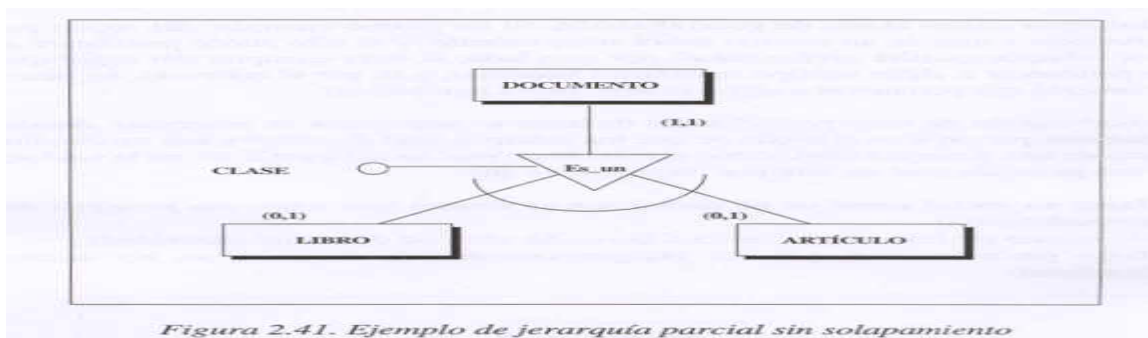 DOCUMENTO
(1,1)
Es_un
CLASE
(0,1) (0,1)
LIBRO ARTÍCULO
Figura 2.41. Ejemplo de jerarquía parcial sin solapamiento